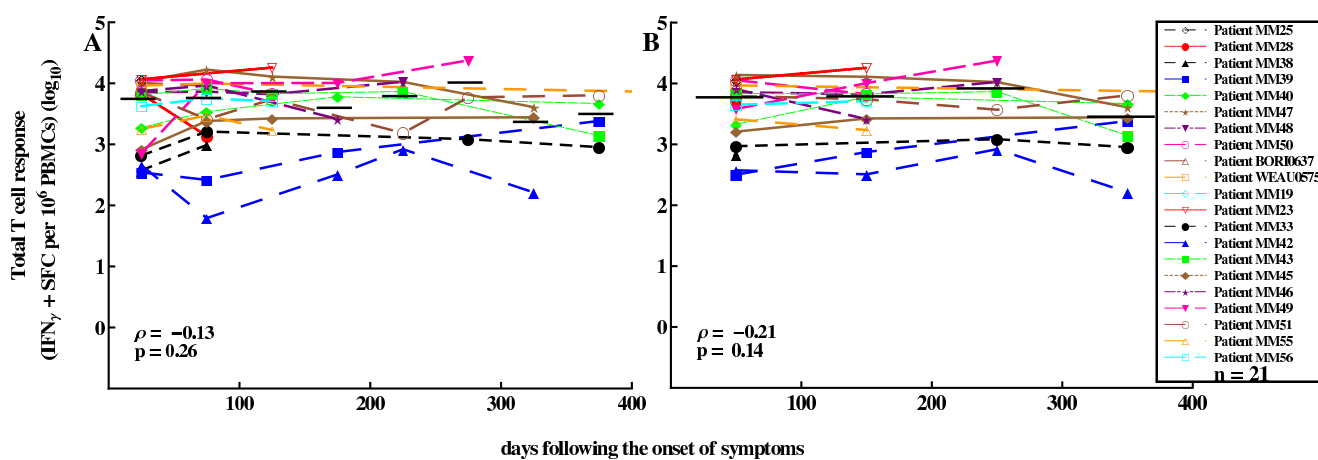 A
B
5
4
3
2
1
0
100
200
300
400
5
4
3
2
1
0
100
200
300
400
Total T cell response
(IFNγ + SFC per 10^6 PBMCs) (log10)
ρ = −0.13
p = 0.26
ρ = −0.21
p = 0.14
days following the onset of symptoms
Patient MM25
Patient MM28
Patient MM38
Patient MM39
Patient MM40
Patient MM47
Patient MM48
Patient MM50
Patient BORI0637
Patient WEAU0575
Patient MM19
Patient MM23
Patient MM33
Patient MM42
Patient MM43
Patient MM45
Patient MM46
Patient MM49
Patient MM51
Patient MM55
Patient MM56
n = 21